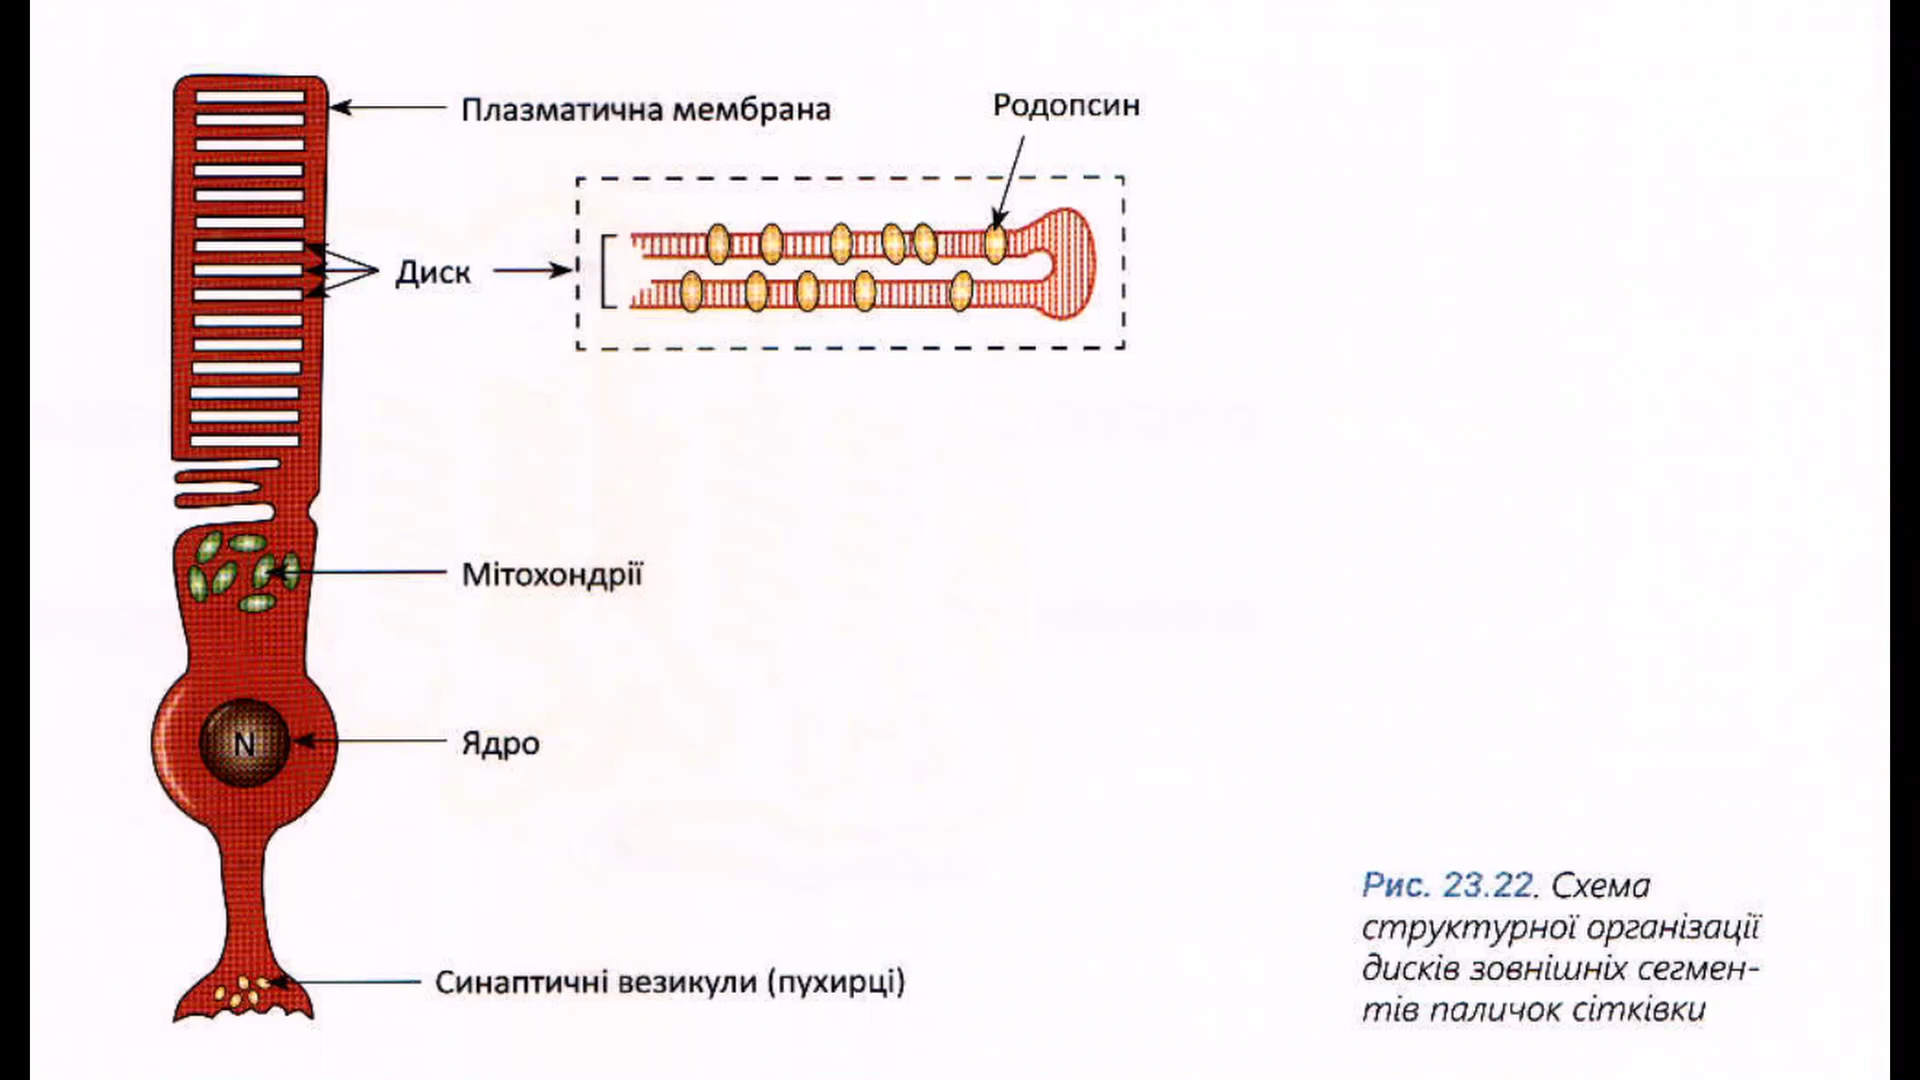 Плазматична мембрана
Родопсин
Диск
Мітохондрії
N
Ядро
Синаптичні везикули (пухирці)
Рис. 23.22. Схема
структурної організації
дисків зовнішніх сегмен-
тів паличок сітківки